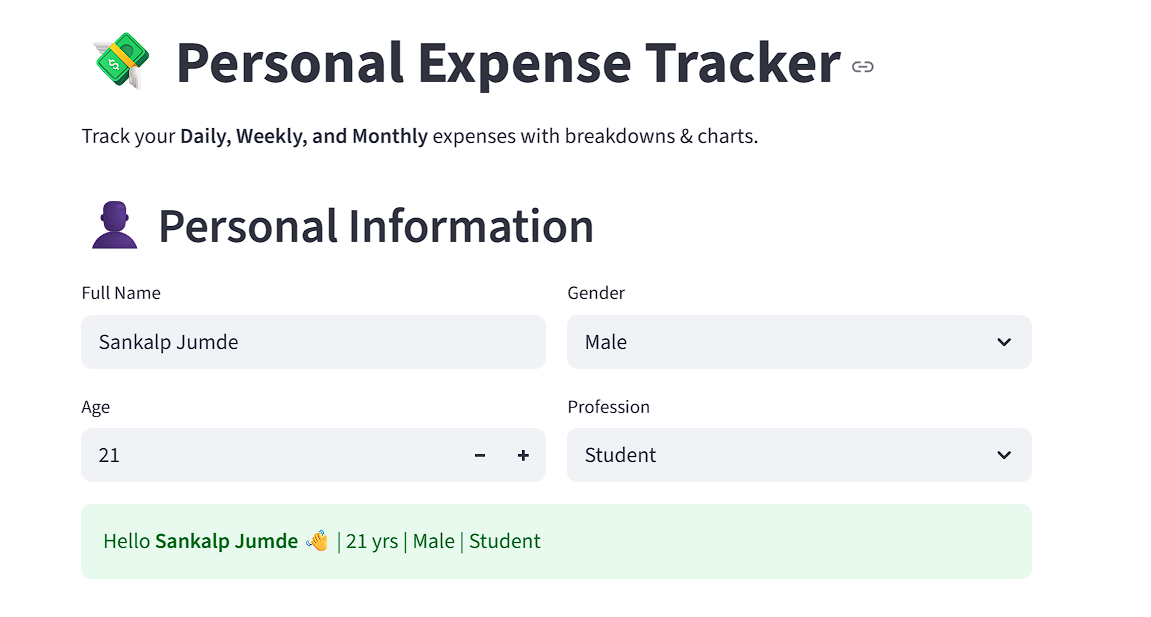 Personal Expense Tracker
Track your Daily, Weekly, and Monthly expenses with breakdowns & charts.
Personal Information
Full Name
Gender
Sankalp Jumde
Male
Age
Profession
21
Student
Hello Sankalp Jumde 👋 | 21 yrs | Male | Student